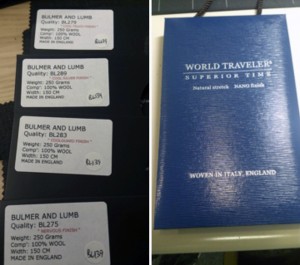 BULMER AND LUMB
Quality: BL279
Weight: 250 Grams
Comp': 100% WOOL
Width: 150 CM
MADE IN ENGLAND
BULMER AND LUMB
Quality: BL280
Weight: 250 Grams
Comp': 100% WOOL
Width: 150 CM
MADE IN ENGLAND
BULMER AND LUMB
Quality: BL283
Weight: 250 Grams
Comp': 100% WOOL
Width: 150 CM
MADE IN ENGLAND
BULMER AND LUMB
Quality: BL275
Weight: 250 Grams
Comp': 100% WOOL
Width: 150 CM
MADE IN ENGLAND
WORLD TRAVELER®
SUPERIOR TIME
Natural stretch NANO finish
WOVEN IN ITALY, ENGLAND